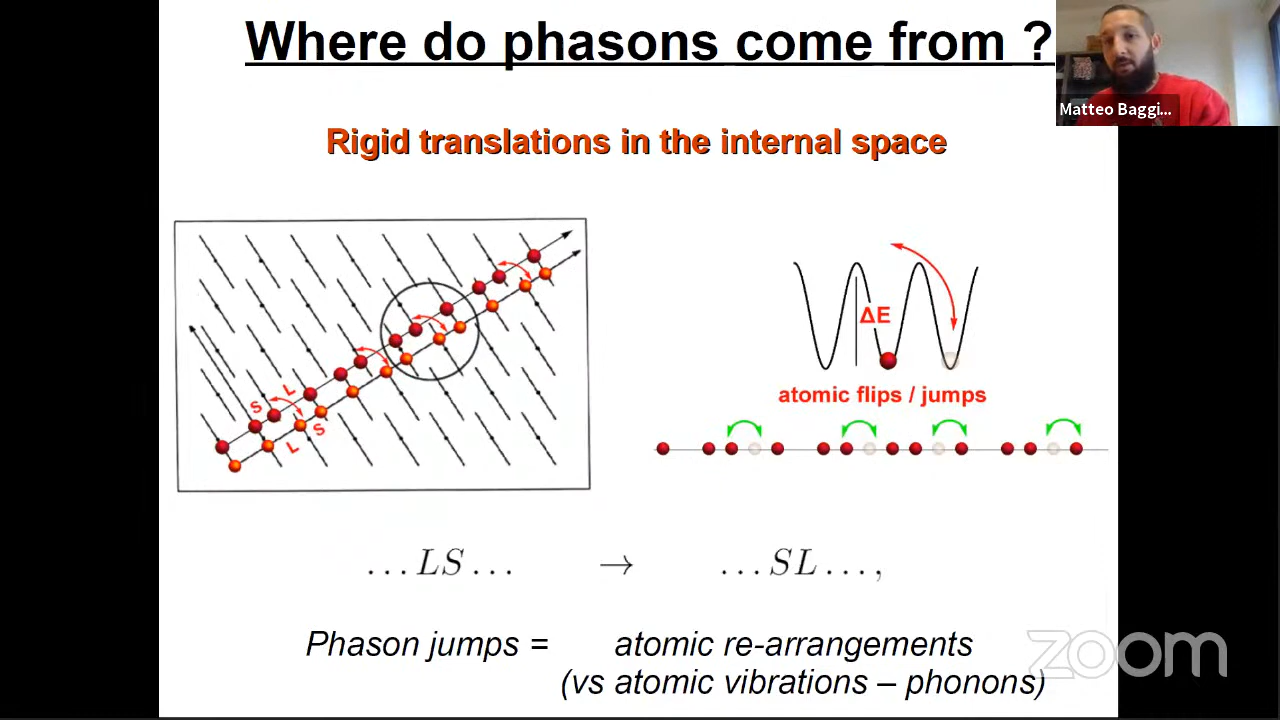 Where do phasons come from ?
Matteo Baggi...
Rigid translations in the internal space
S
L
L
S
ΔE
atomic flips / jumps
...LS... → ...SL...,
Phason jumps = atomic re-arrangements
(vs atomic vibrations – phonons)
zoom